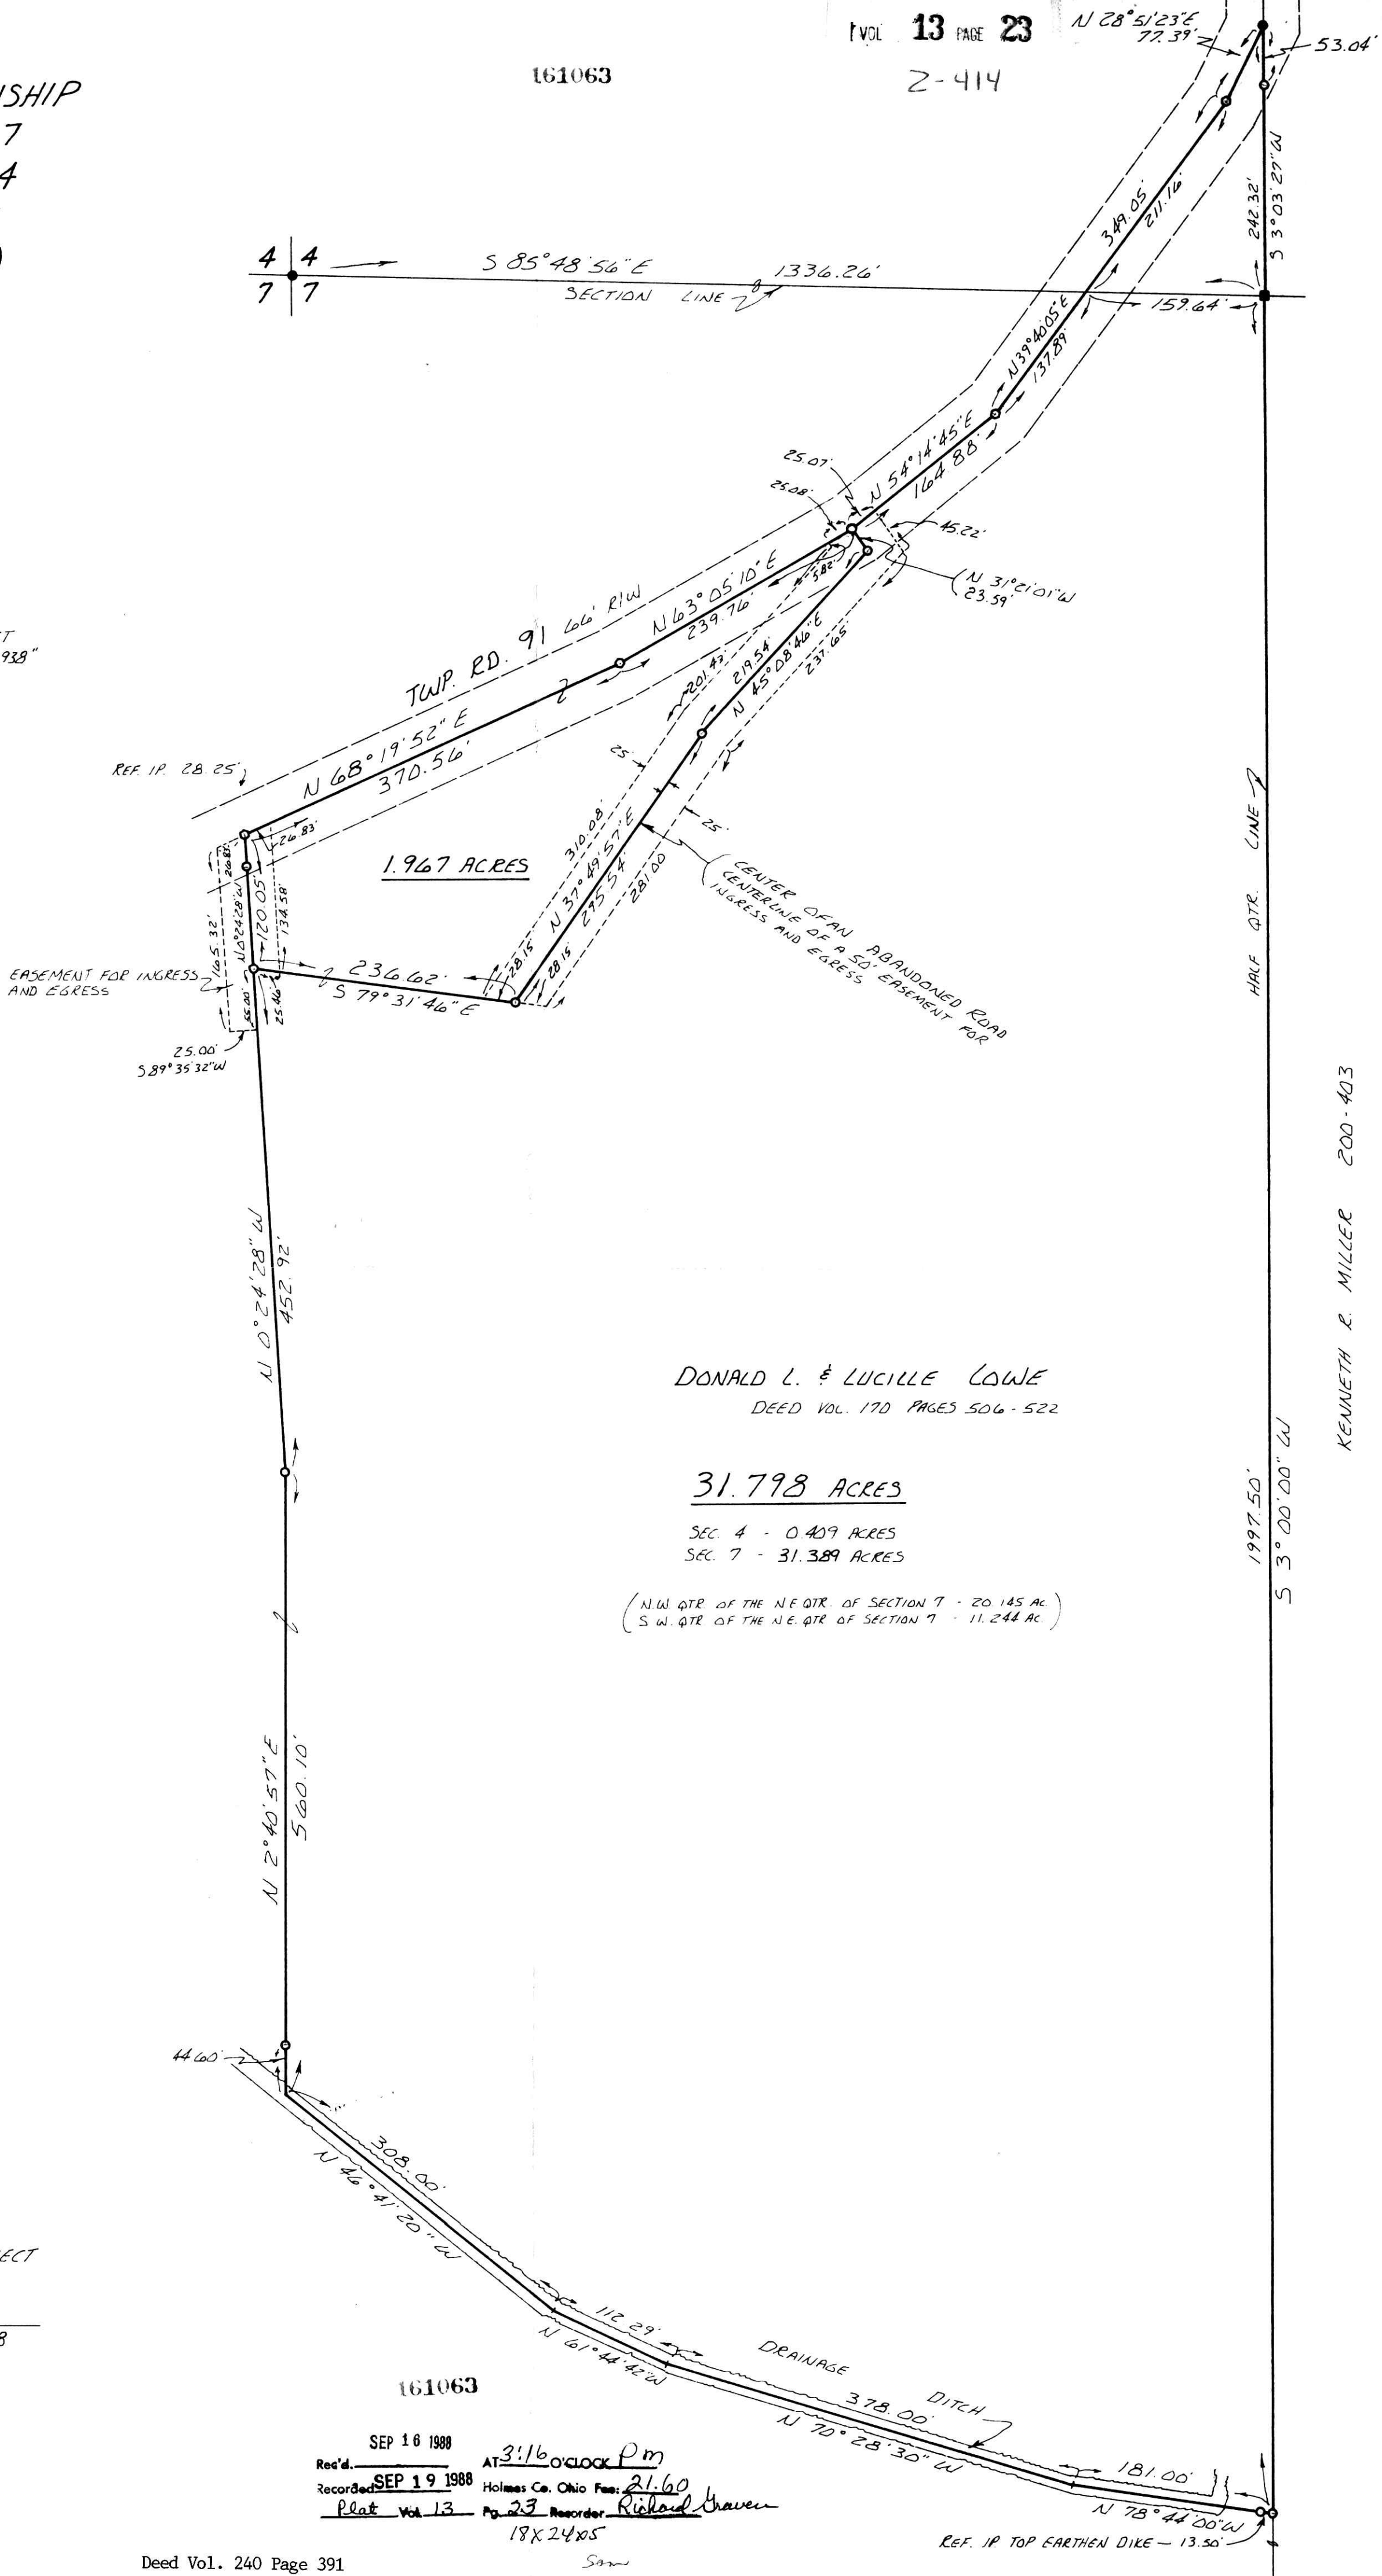 VOL 13 PAGE 23
161063
Z-414
N 28°51'23"E
77.39'
53.04'
SHIP
7
4
4 4
7 7
S 85°48'56"E 1336.26'
SECTION LINE
349.05'
211.16'
242.32'
S 3°03'27"W
159.64'
N 39°40'05"E
137.89'
N 54°14'45"E
164.88'
25.07'
25.08'
45.22'
5.82'
N 31°21'01"W
23.59'
N 63°05'10"E
239.76'
TWP. RD. 91 66' R/W
938"
201.43'
219.54'
N 45°08'46"E
237.65'
N 68°19'52"E
370.56'
REF. I.P. 28.25'
26.83'
26.83'
1.967 ACRES
25'
25'
310.08'
N 37°49'57"E
295.54'
281.00
CENTER OF AN ABANDONED ROAD
CENTERLINE OF A 50' EASEMENT FOR
INGRESS AND EGRESS
165.32'
N 0°24'28"W
120.05'
134.58'
28.15'
28.15'
EASEMENT FOR INGRESS
AND EGRESS
236.62'
S 79°31'46"E
55.00'
25.46'
25.00'
S 89°35'32"W
HALF QTR. LINE
KENNETH R. MILLER 200-403
N 0°24'28"W
452.92'
DONALD L. & LUCILLE LOWE
DEED VOL. 170 PAGES 506-522
31.798 ACRES
SEC. 4 - 0.409 ACRES
SEC. 7 - 31.389 ACRES
(N.W. QTR. OF THE N.E. QTR. OF SECTION 7 - 20.145 AC.
S.W. QTR. OF THE N.E. QTR. OF SECTION 7 - 11.244 AC.)
1997.50'
S 3°00'00"W
N 2°40'57"E
560.10'
44.60'
308.00'
N 46°41'20"W
ECT
8
112.29'
N 61°44'42"W
DRAINAGE DITCH
378.00'
N 70°28'30"W
181.00'
N 78°44'00"W
REF. I.P. TOP EARTHEN DIKE - 13.50'
161063
SEP 16 1988
Rec'd. AT 3:16 O'CLOCK P m
Recorded SEP 19 1988 Holmes Co. Ohio Fee: 21.60
Plat Vol. 13 Pg. 23 Recorder Richard Graven
18X24x05
Deed Vol. 240 Page 391